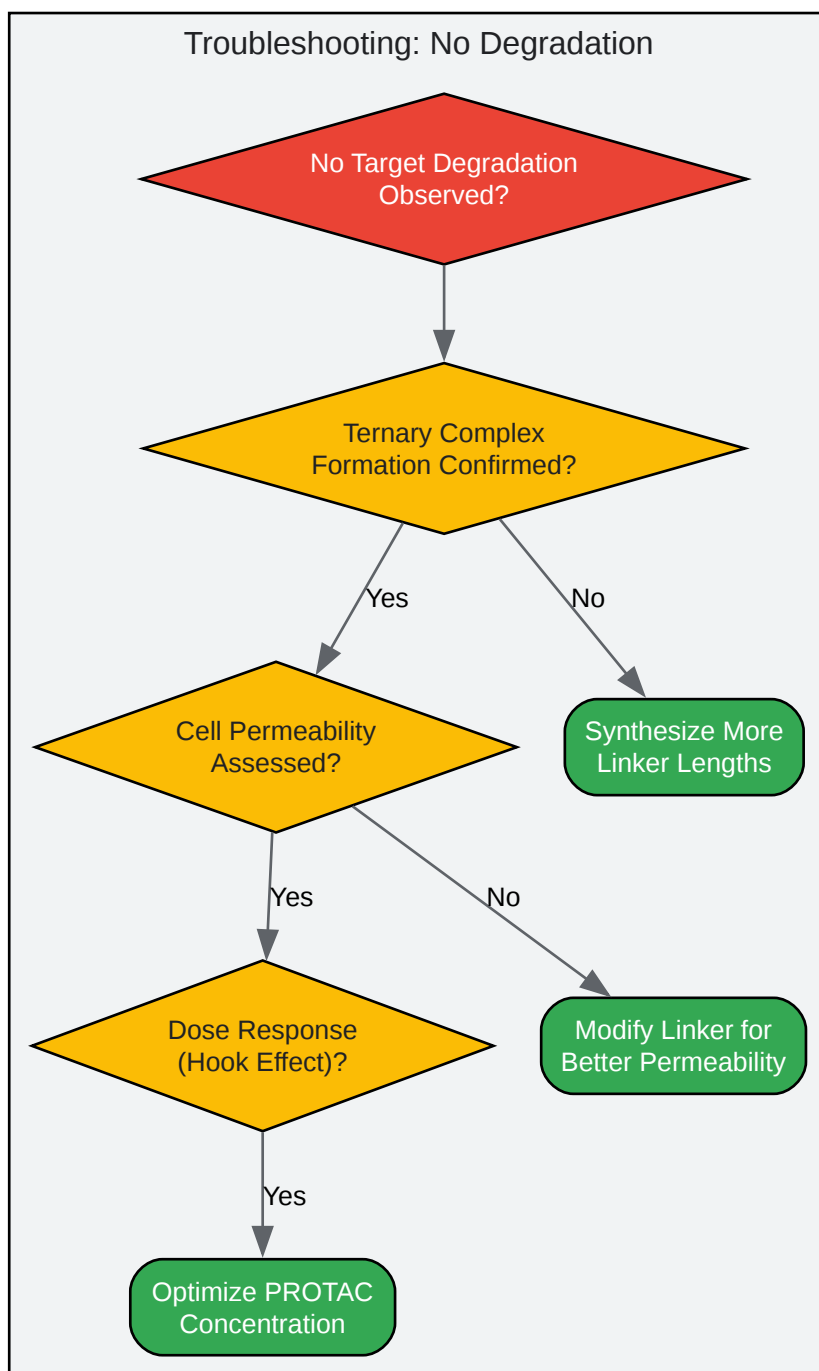 Troubleshooting: No Degradation
No Target Degradation
Observed?
Ternary Complex
Formation Confirmed?
Yes
No
Cell Permeability
Assessed?
Synthesize More
Linker Lengths
Yes
No
Dose Response
(Hook Effect)?
Modify Linker for
Better Permeability
Yes
Optimize PROTAC
Concentration